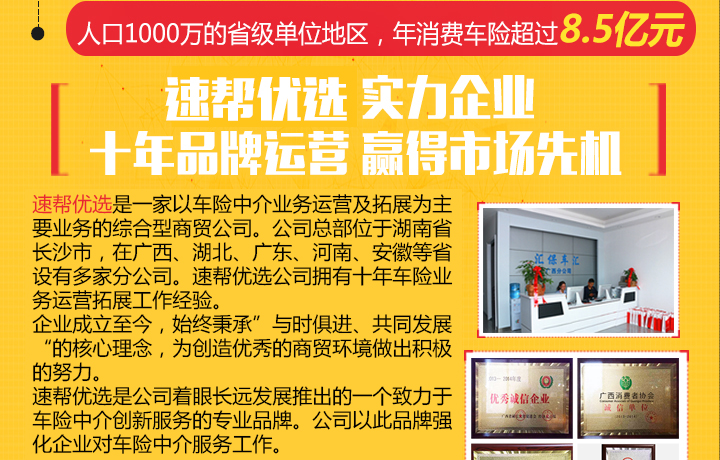 人口1000万的省级单位地区，年消费车险超过8.5亿元
速帮优选 实力企业
十年品牌运营 赢得市场先机
速帮优选是一家以车险中介业务运营及拓展为主
要业务的综合型商贸公司。公司总部位于湖南省
长沙市，在广西、湖北、广东、河南、安徽等省
设有多家分公司。速帮优选公司拥有十年车险业
务运营拓展工作经验。
企业成立至今，始终秉承”与时俱进、共同发展
“的核心理念，为创造优秀的商贸环境做出积极
的努力。
速帮优选是公司着眼长远发展推出的一个致力于
车险中介创新服务的专业品牌。公司以此品牌强
化企业对车险中介服务工作。
汇保车汇
广西分公司
优秀诚信企业
广西消费者协会
诚信单位